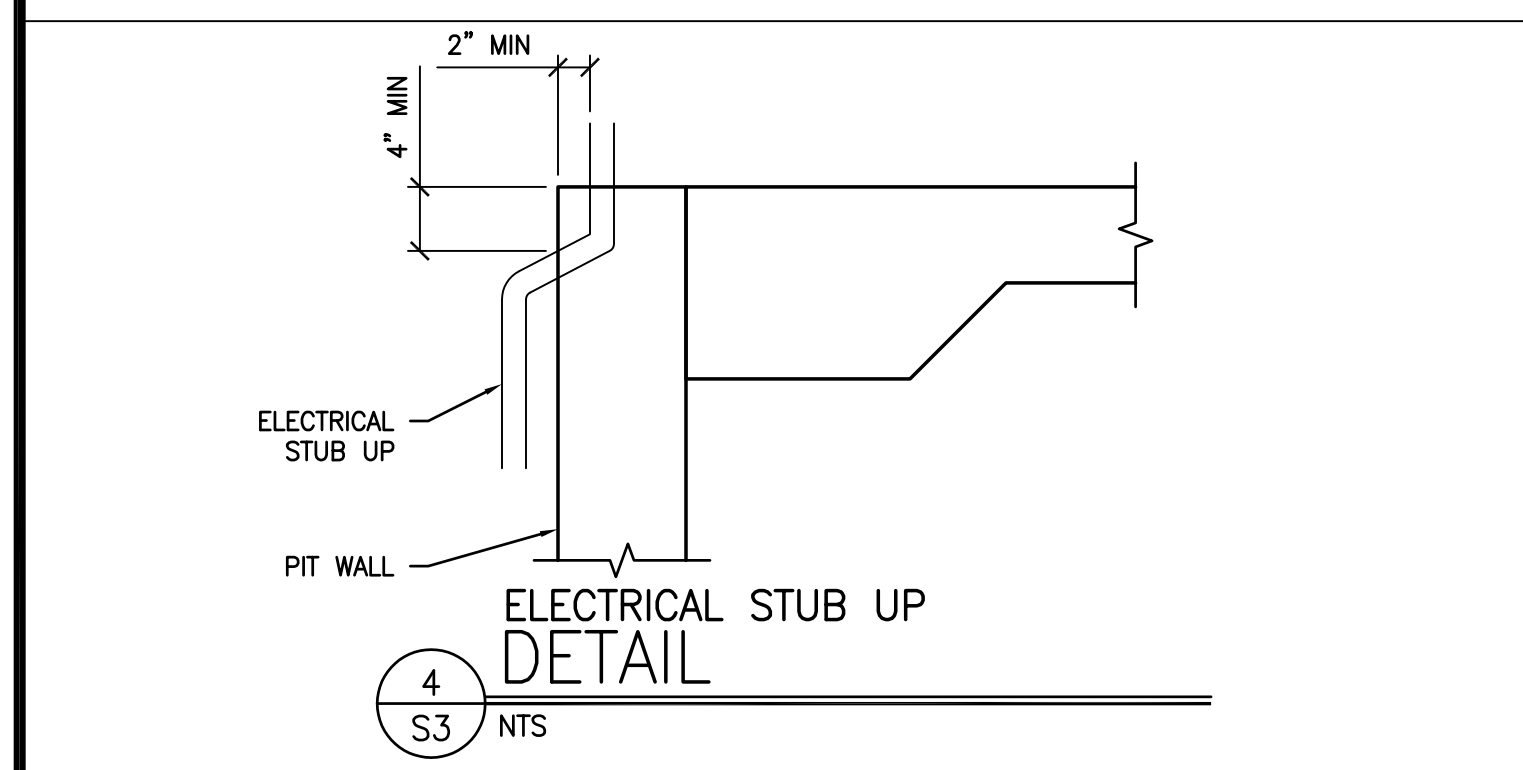 2” MIN
4” MIN
ELECTRICAL
STUB UP
PIT WALL
ELECTRICAL STUB UP
DETAIL
4
S3
NTS